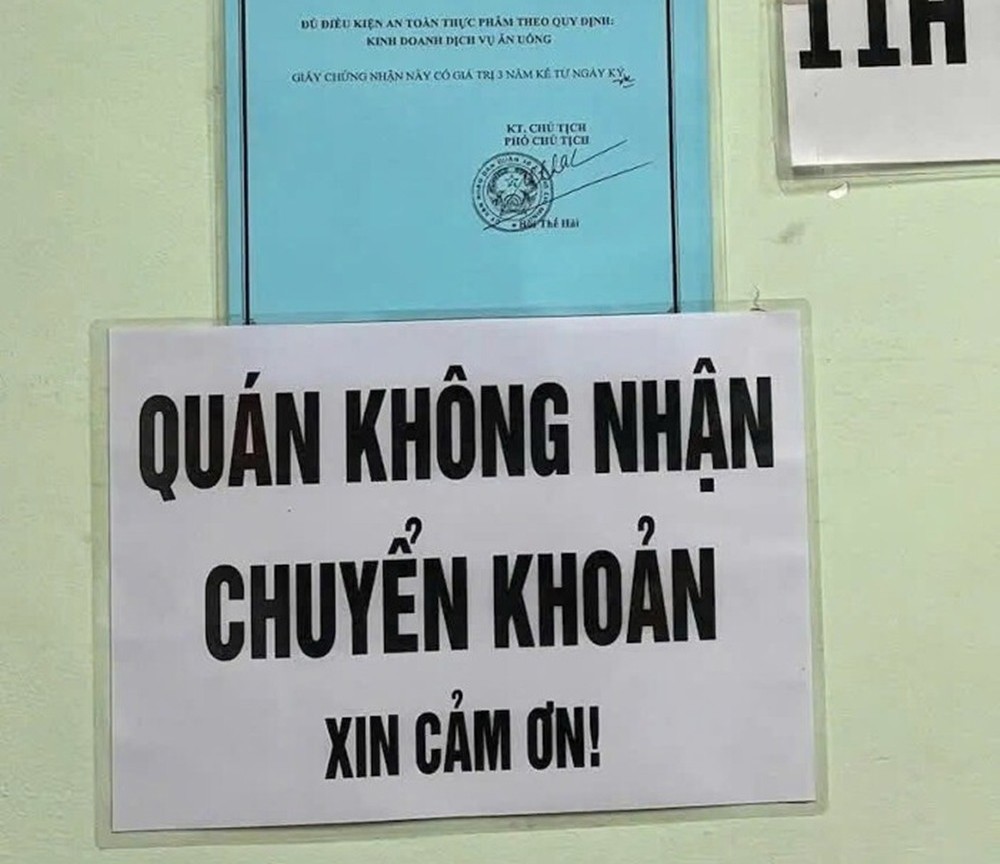 ĐỦ ĐIỀU KIỆN AN TOÀN THỰC PHẨM THEO QUY ĐỊNH:
KINH DOANH DỊCH VỤ ĂN UỐNG
GIẤY CHỨNG NHẬN NÀY CÓ GIÁ TRỊ 3 NĂM KỂ TỪ NGÀY KÝ
KT. CHỦ TỊCH
PHÓ CHỦ TỊCH
Bùi Thế Hải
11H
QUÁN KHÔNG NHẬN
CHUYỂN KHOẢN
XIN CẢM ƠN!